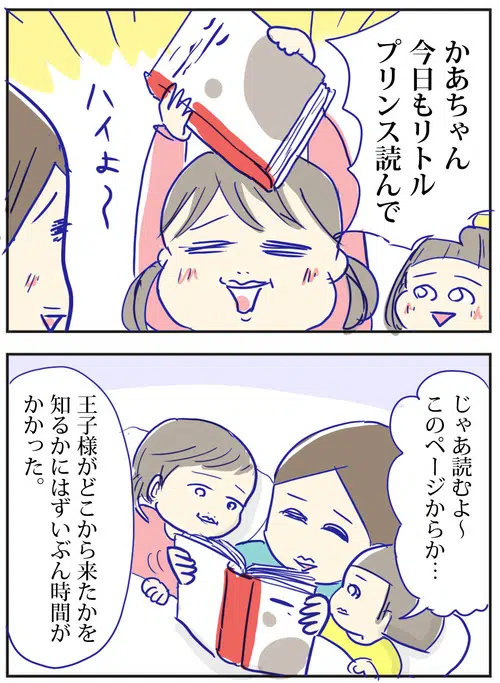 かあちゃん
今日もリトル
プリンス読んで
ハイよ〜
じゃあ読むよ〜
このページからか…
王子様がどこから来たかを
知るかにはずいぶん時間が
かかった。